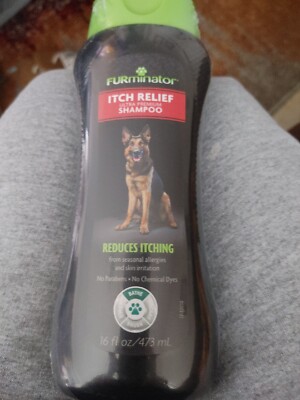 FURminator
ITCH RELIEF
ULTRA PREMIUM
SHAMPOO
REDUCES ITCHING
from seasonal allergies
and skin irritation
No Parabens • No Chemical Dyes
BATHE
16 fl oz/473 mL